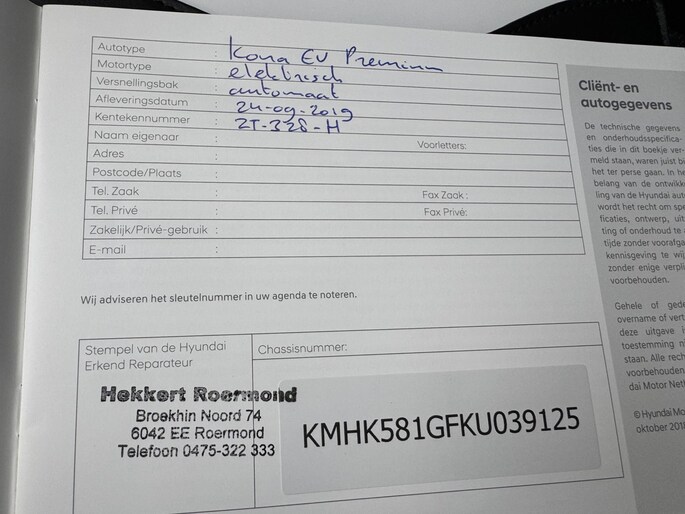 Autotype : Kona EV Premium
Motortype : elektrisch
Versnellingsbak : automaat
Afleveringsdatum : 24-09-2019
Kentekennummer : ZT-328-H
Naam eigenaar : Voorletters:
Adres :
Postcode/Plaats :
Tel. Zaak : Fax Zaak :
Tel. Privé : Fax Privé:
Zakelijk/Privé-gebruik :
E-mail :
Wij adviseren het sleutelnummer in uw agenda te noteren.
Stempel van de Hyundai
Erkend Reparateur
Hekkert Roermond
Broekhin Noord 74
6042 EE Roermond
Telefoon 0475-322 333
Chassisnummer:
KMHK581GFKU039125
Cliënt- en
autogegevens
De technische gegevens
en onderhoudsspecifica-
ties die in dit boekje ver-
meld staan, waren juist bi
het ter perse gaan. In he
belang van de ontwikke
ling van de Hyundai aut
wordt het recht om spe
ficaties, ontwerp, uit
ting of onderhoud te a
tijde zonder voorafga
kennisgeving te wij
zonder enige verpli
voorbehouden.
Gehele of gede
overname of vert
deze uitgave i
toestemming n
staan. Alle rech
voorbehouden
dai Motor Net
© Hyundai M
oktober 201